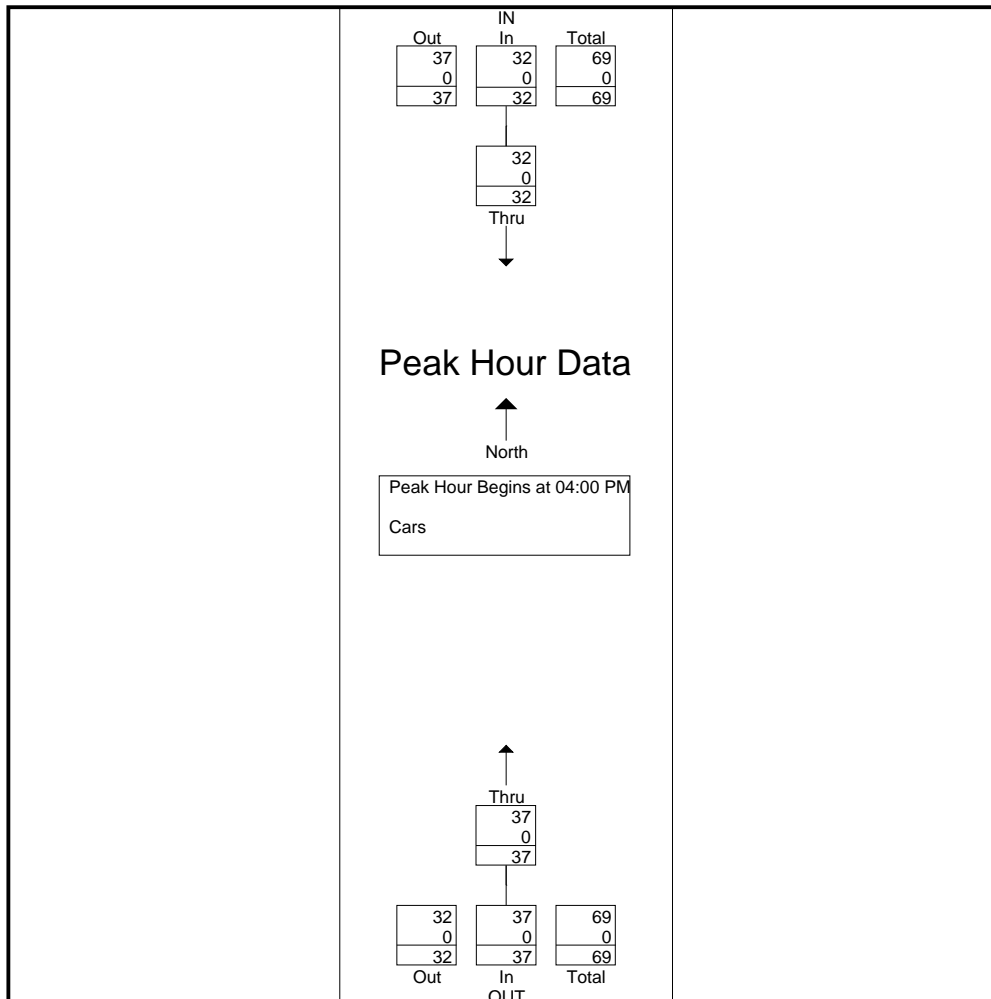 IN
Out In Total
37 32 69
0 0 0
37 32 69
32
0
32
Thru
Peak Hour Data
North
Peak Hour Begins at 04:00 PM
Cars
Thru
37
0
37
32 37 69
0 0 0
32 37 69
Out In Total
OUT